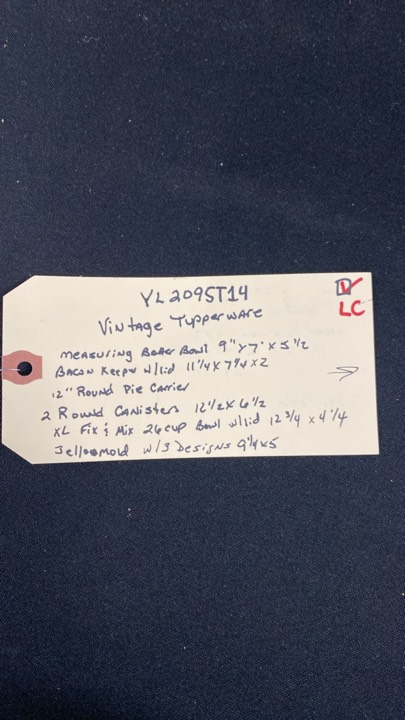 YL209ST14
LC
Vintage Tupperware
Measuring Batter Bowl 9"x7"x5 1/2
Bacon Keeper w/lid 11 1/4 x 7 1/4 x 2
12" Round Pie Carrier
2 Round Canisters 12 1/2 x 6 1/2
XL Fix & Mix 26 cup Bowl w/lid 12 3/4 x 4 1/4
Jello mold w/3 Designs 9 1/4 x 5